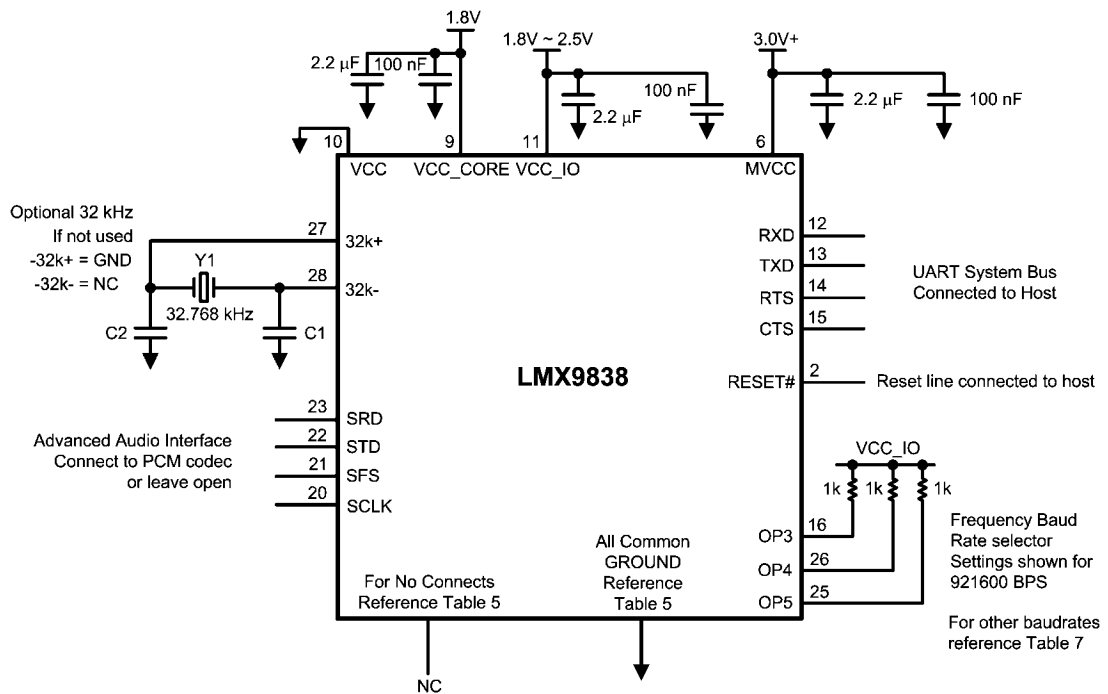 1.8V
2.2 µF
100 nF
1.8V ~ 2.5V
2.2 µF
100 nF
3.0V+
2.2 µF
100 nF
10
9
11
6
VCC
VCC_CORE
VCC_IO
MVCC
Optional 32 kHz
If not used
-32k+ = GND
-32k- = NC
27
32k+
Y1
28
32k-
32.768 kHz
C2
C1
RXD
12
TXD
13
RTS
14
CTS
15
UART System Bus
Connected to Host
LMX9838
RESET#
2
Reset line connected to host
Advanced Audio Interface
Connect to PCM codec
or leave open
23
SRD
22
STD
21
SFS
20
SCLK
VCC_IO
1k
1k
1k
OP3
16
OP4
26
OP5
25
Frequency Baud
Rate selector
Settings shown for
921600 BPS
For other baudrates
reference Table 7
For No Connects
Reference Table 5
All Common
GROUND
Reference
Table 5
NC